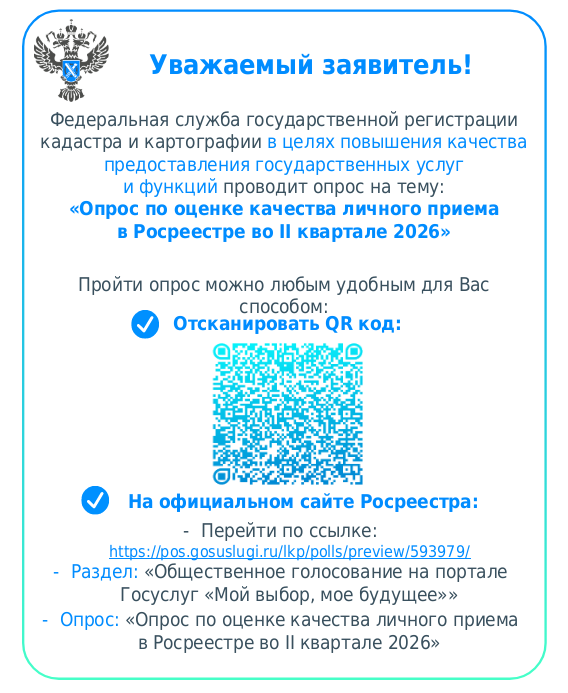 Уважаемый заявитель!
Федеральная служба государственной регистрации
кадастра и картографии в целях повышения качества
предоставления государственных услуг
и функций проводит опрос на тему:
«Опрос по оценке качества личного приема
в Росреестре во II квартале 2026»
Пройти опрос можно любым удобным для Вас
способом:
Отсканировать QR код:
На официальном сайте Росреестра:
- Перейти по ссылке:
https://pos.gosuslugi.ru/lkp/polls/preview/593979/
- Раздел: «Общественное голосование на портале
Госуслуг «Мой выбор, мое будущее»»
- Опрос: «Опрос по оценке качества личного приема
в Росреестре во II квартале 2026»